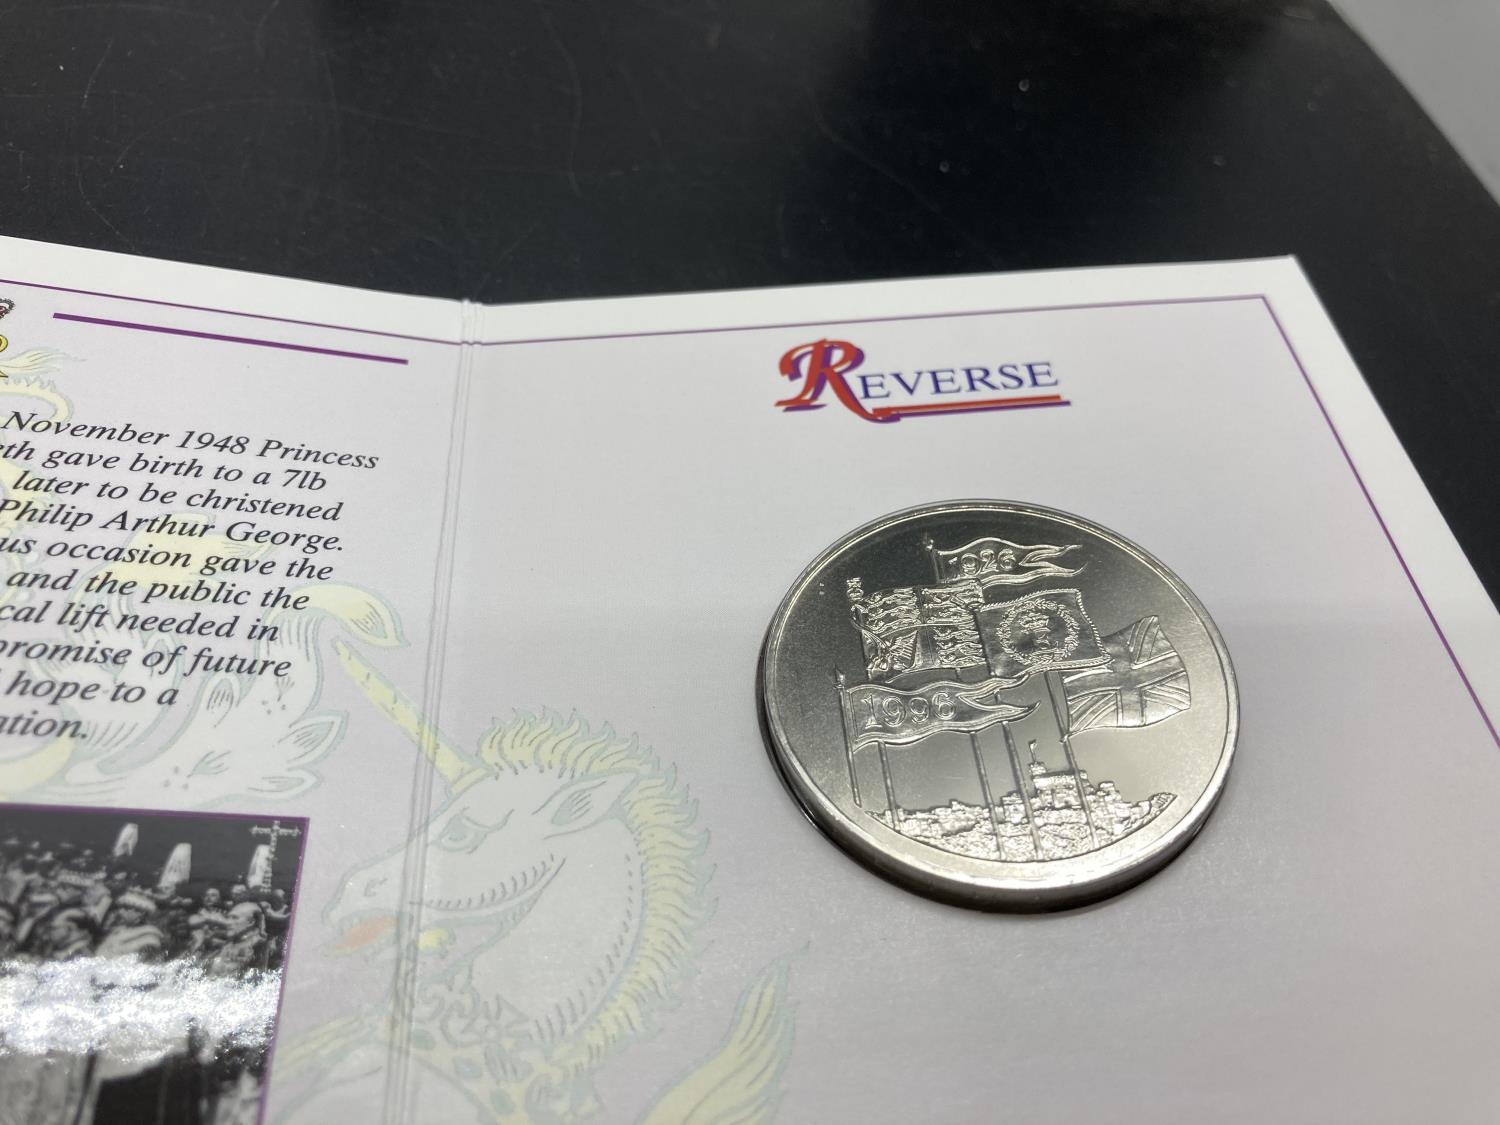 November 1948 Princess
eth gave birth to a 7lb
later to be christened
Philip Arthur George.
us occasion gave the
and the public the
cal lift needed in
promise of future
hope to a
ation.
REVERSE
1926
1996